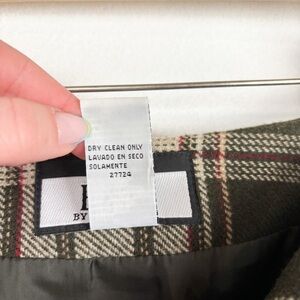 DRY CLEAN ONLY
LAVADO EN SECO
SOLAMENTE
27724
BY